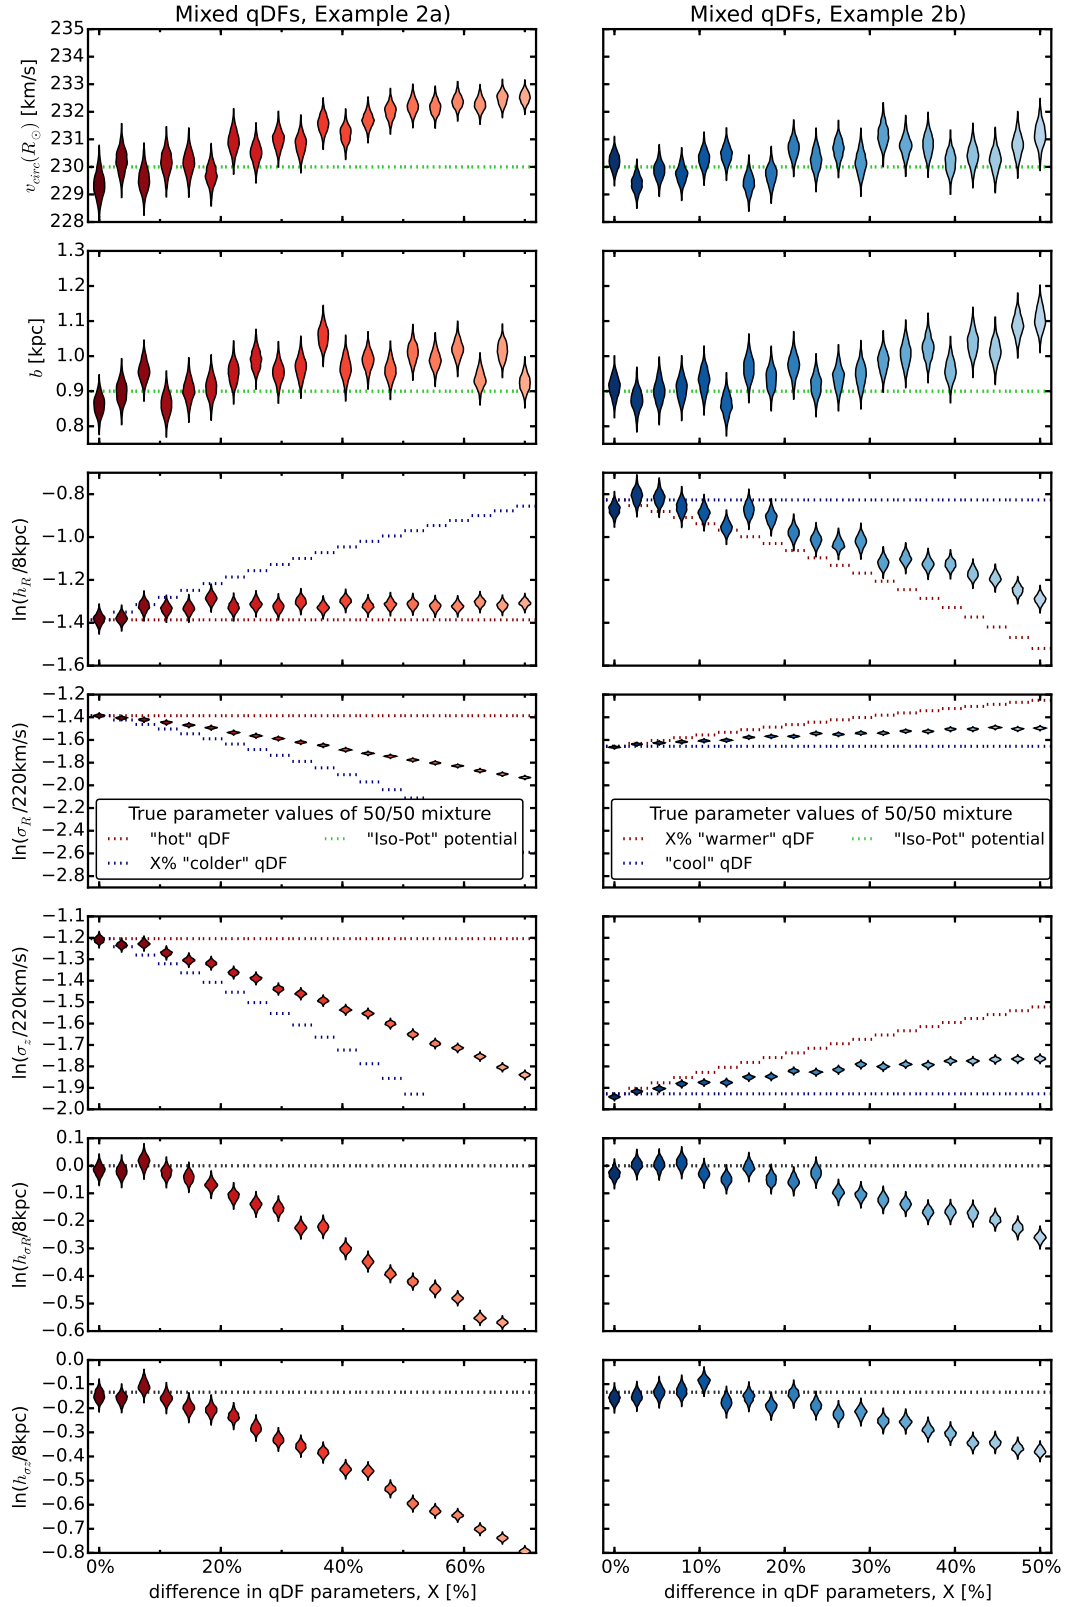 Mixed qDFs, Example 2a)
Mixed qDFs, Example 2b)
235
234
233
232
231
230
229
228
v_circ(R_⊙) [km/s]
1.3
1.2
1.1
1.0
0.9
0.8
b [kpc]
−0.8
−1.0
−1.2
−1.4
−1.6
ln(h_R/8kpc)
−1.2
−1.4
−1.6
−1.8
−2.0
−2.2
−2.4
−2.6
−2.8
ln(σ_R/220km/s)
True parameter values of 50/50 mixture
"hot" qDF
"Iso-Pot" potential
X% "colder" qDF
True parameter values of 50/50 mixture
X% "warmer" qDF
"Iso-Pot" potential
"cool" qDF
−1.1
−1.2
−1.3
−1.4
−1.5
−1.6
−1.7
−1.8
−1.9
−2.0
ln(σ_z/220km/s)
0.1
0.0
−0.1
−0.2
−0.3
−0.4
−0.5
−0.6
ln(h_σR/8kpc)
0.0
−0.1
−0.2
−0.3
−0.4
−0.5
−0.6
−0.7
−0.8
ln(h_σz/8kpc)
0% 20% 40% 60%
difference in qDF parameters, X [%]
0% 10% 20% 30% 40% 50%
difference in qDF parameters, X [%]